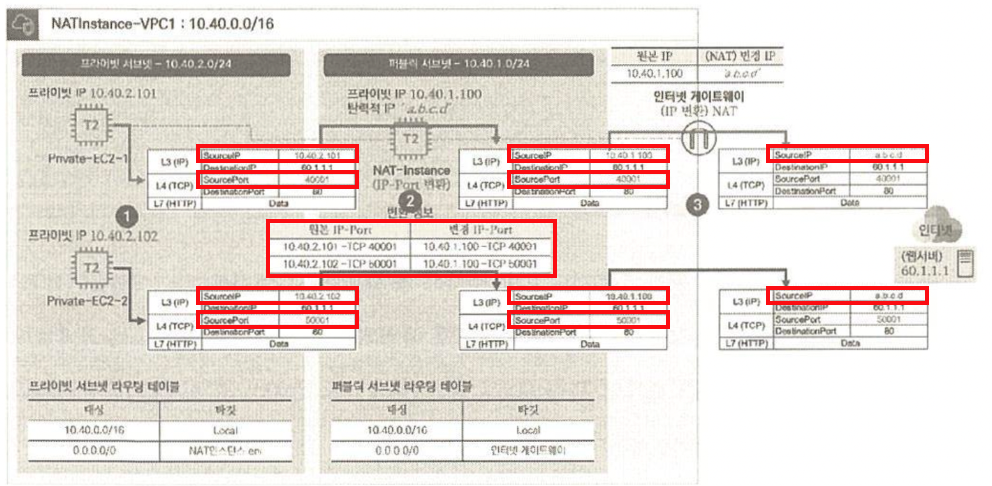 NATInstance-VPC1 : 10.40.0.0/16
프라이빗 서브넷 – 10.40.2.0/24
프라이빗 IP 10.40.2.101
T2
Private-EC2-1
L3 (IP) SourceIP 10.40.2.101
DestinationIP 60.1.1.1
L4 (TCP) SourcePort 40001
DestinationPort 80
L7 (HTTP) Data
1
프라이빗 IP 10.40.2.102
T2
Private-EC2-2
L3 (IP) SourceIP 10.40.2.102
DestinationIP 60.1.1.1
L4 (TCP) SourcePort 50001
DestinationPort 80
L7 (HTTP) Data
프라이빗 서브넷 라우팅 테이블
대상 타깃
10.40.0.0/16 Local
0.0.0.0/0 NAT인스턴스 eni
퍼블릭 서브넷 – 10.40.1.0/24
프라이빗 IP 10.40.1.100
탄력적 IP "a.b.c.d"
T2
NAT-Instance
(IP-Port 변환)
2
변환 정보
원본 IP-Port 변경 IP-Port
10.40.2.101 –TCP 40001 10.40.1.100 –TCP 40001
10.40.2.102 –TCP 50001 10.40.1.100 –TCP 50001
L3 (IP) SourceIP 10.40.1.100
DestinationIP 60.1.1.1
L4 (TCP) SourcePort 40001
DestinationPort 80
L7 (HTTP) Data
L3 (IP) SourceIP 10.40.1.100
DestinationIP 60.1.1.1
L4 (TCP) SourcePort 50001
DestinationPort 80
L7 (HTTP) Data
퍼블릭 서브넷 라우팅 테이블
대상 타깃
10.40.0.0/16 Local
0.0.0.0/0 인터넷 게이트웨이
원본 IP (NAT) 변경 IP
10.40.1.100 "a.b.c.d"
인터넷 게이트웨이
(IP 변환) NAT
3
L3 (IP) SourceIP a.b.c.d
DestinationIP 60.1.1.1
L4 (TCP) SourcePort 40001
DestinationPort 80
L7 (HTTP) Data
인터넷
(웹서버)
60.1.1.1
L3 (IP) SourceIP a.b.c.d
DestinationIP 60.1.1.1
L4 (TCP) SourcePort 50001
DestinationPort 80
L7 (HTTP) Data